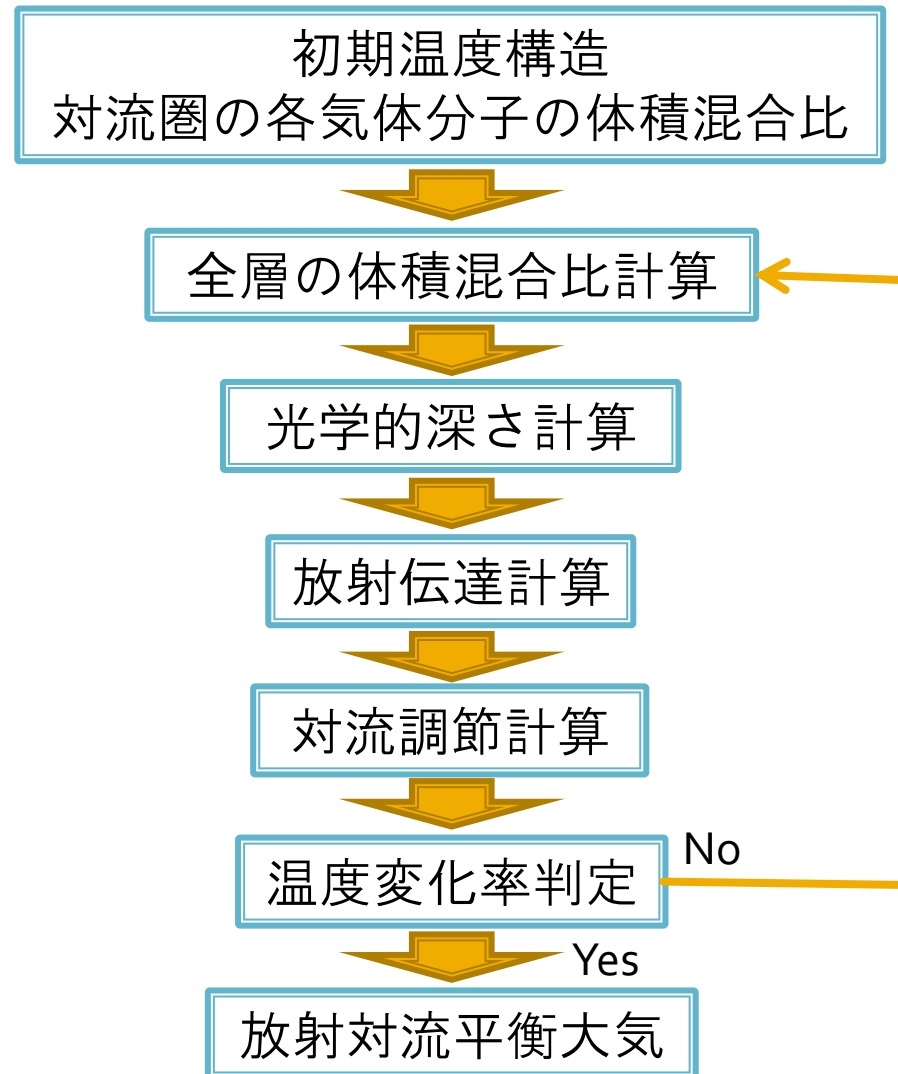 初期温度構造
対流圏の各気体分子の体積混合比
全層の体積混合比計算
光学的深さ計算
放射伝達計算
対流調節計算
温度変化率判定
No
Yes
放射対流平衡大気